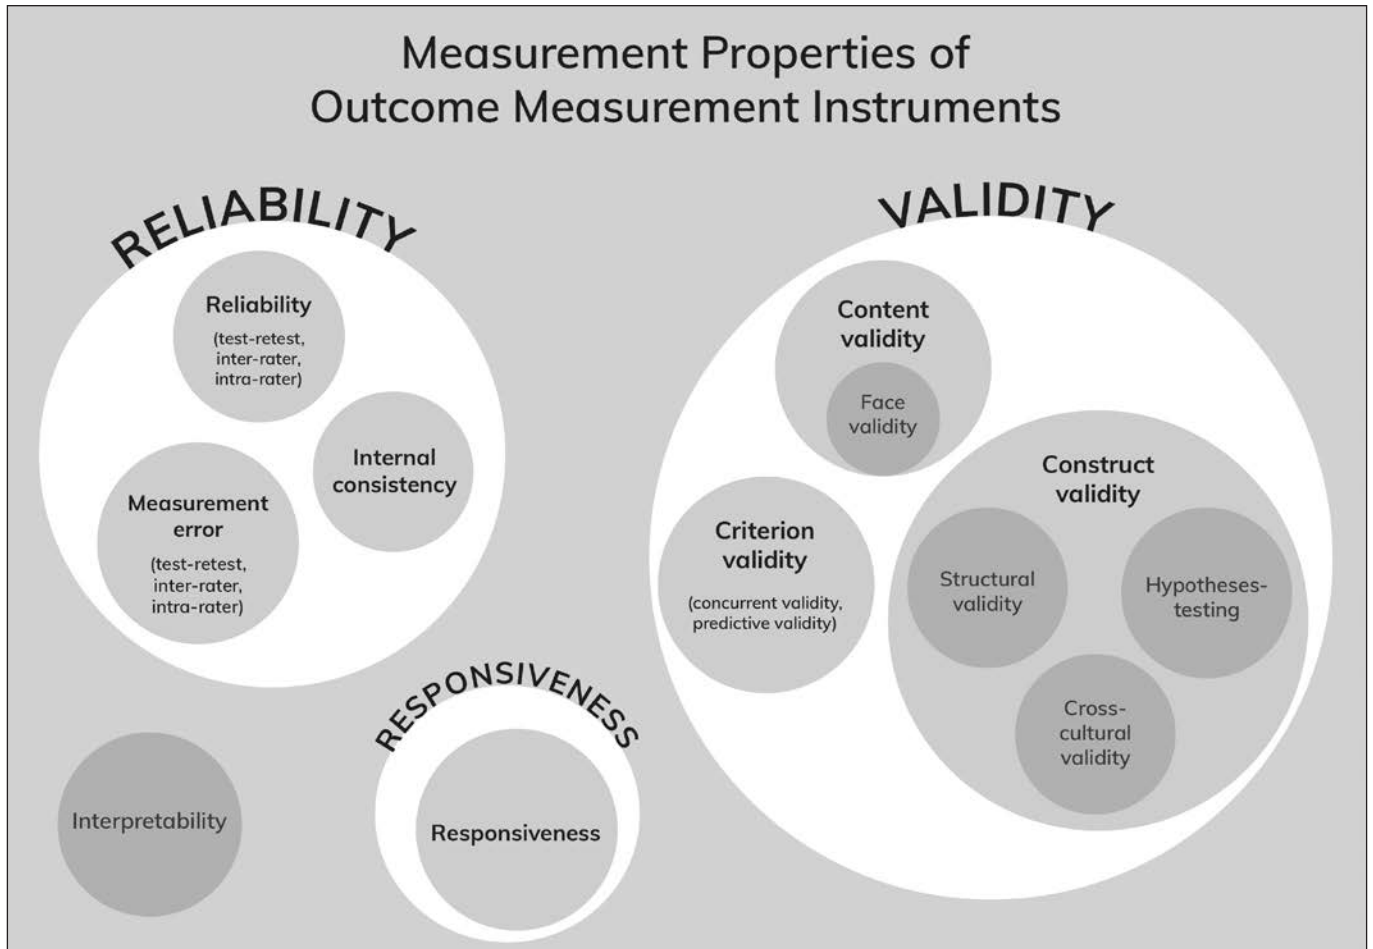 Measurement Properties of
Outcome Measurement Instruments
RELIABILITY
Reliability
(test-retest,
inter-rater,
intra-rater)
Internal
consistency
Measurement
error
(test-retest,
inter-rater,
intra-rater)
VALIDITY
Content
validity
Face
validity
Criterion
validity
(concurrent validity,
predictive validity)
Construct
validity
Structural
validity
Hypotheses-
testing
Cross-
cultural
validity
RESPONSIVENESS
Responsiveness
Interpretability